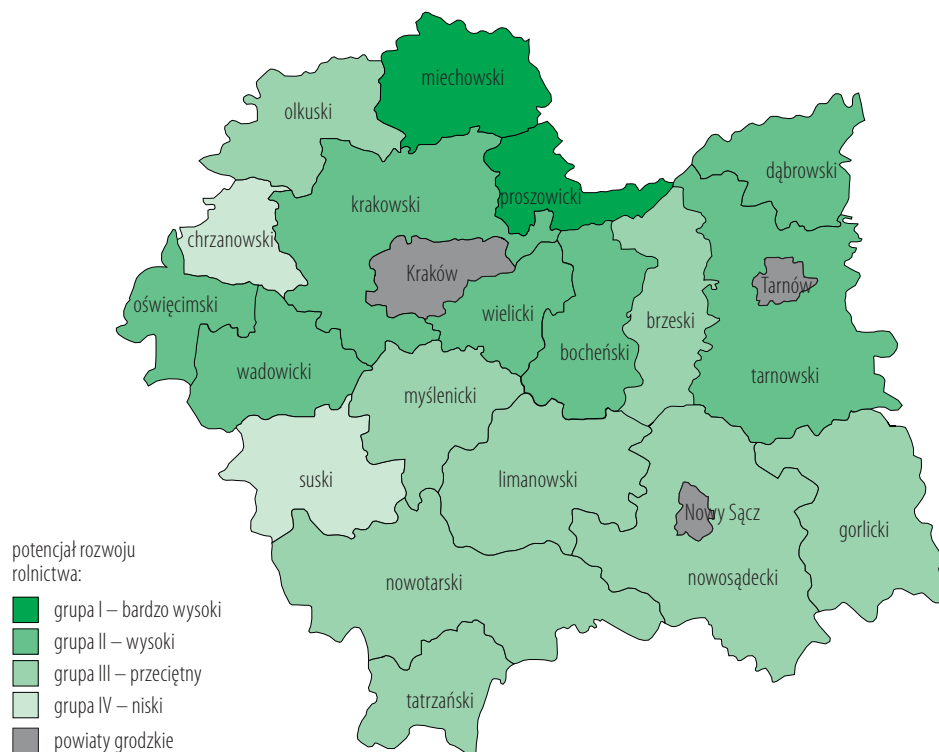 miechowski
olkuski
dąbrowski
proszowicki
krakowski
chrzanowski
Kraków
Tarnów
oświęcimski
wielicki
brzeski
bocheński
wadowicki
tarnowski
myślenicki
suski
limanowski
Nowy Sącz
gorlicki
nowotarski
nowosądecki
tatrzański
potencjał rozwoju
rolnictwa:
grupa I – bardzo wysoki
grupa II – wysoki
grupa III – przeciętny
grupa IV – niski
powiaty grodzkie